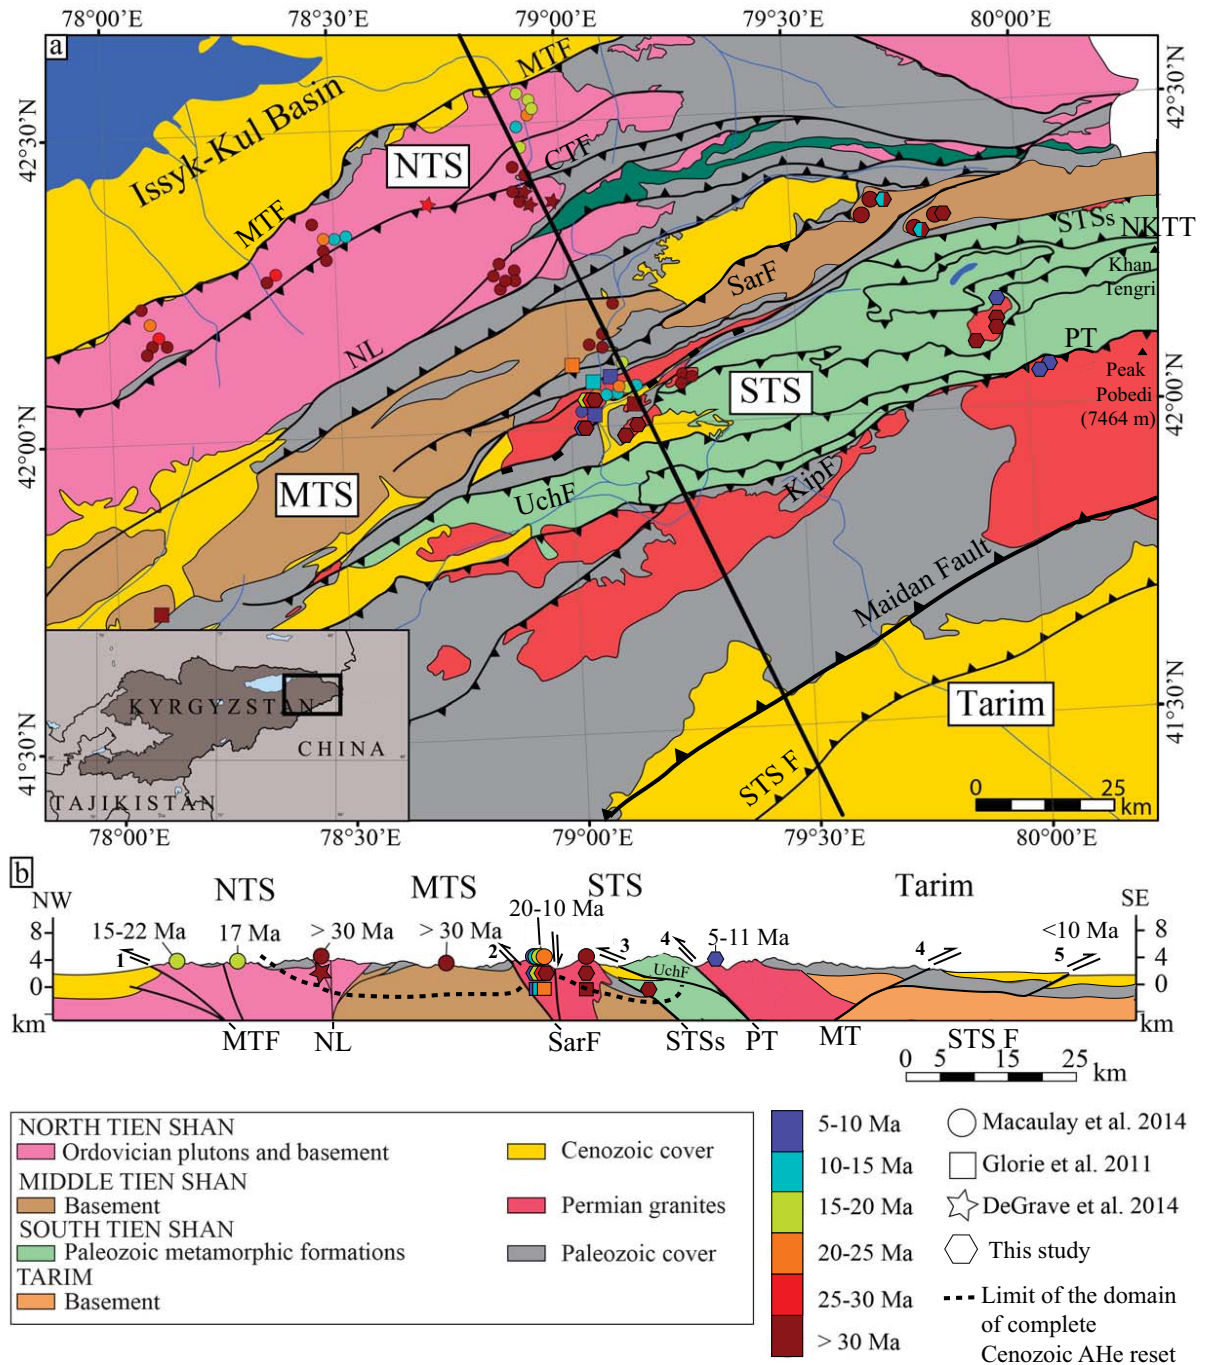 78°00'E 78°30'E 79°00'E 79°30'E 80°00'E
a
MTF
42°30'N
42°30'N
Issyk-Kul Basin
NTS
CTF
MTF
STSs
NKTT
Khan
Tengri
SarF
NL
PT
Peak
Pobedi
(7464 m)
STS
42°00'N
42°00'N
MTS
UchF
KipF
Maidan Fault
Tarim
41°30'N
41°30'N
STS F
KYRGYZSTAN
CHINA
TAJIKISTAN
0 25
km
78°00'E 78°30'E 79°00'E 79°30'E 80°00'E
b
NTS MTS STS Tarim
NW SE
20-10 Ma
15-22 Ma 17 Ma > 30 Ma > 30 Ma 5-11 Ma <10 Ma
8 8
4 4
0 0
km km
1 2 3 4 4 5
UchF
MTF NL SarF STSs PT MT STS F
0 5 15 25 km
NORTH TIEN SHAN
Ordovician plutons and basement
MIDDLE TIEN SHAN
Basement
SOUTH TIEN SHAN
Paleozoic metamorphic formations
TARIM
Basement
Cenozoic cover
Permian granites
Paleozoic cover
5-10 Ma
10-15 Ma
15-20 Ma
20-25 Ma
25-30 Ma
> 30 Ma
Macaulay et al. 2014
Glorie et al. 2011
DeGrave et al. 2014
This study
Limit of the domain
of complete
Cenozoic AHe reset